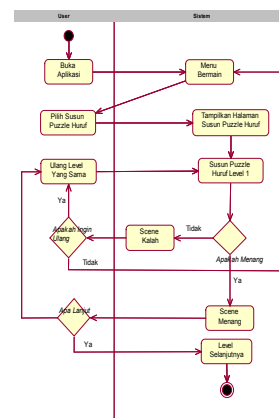 User
Sistem
Buka
Aplikasi
Menu
Bermain
Pilih Susun
Puzzle Huruf
Tampilkan Halaman
Susun Puzzle Huruf
Ulang Level
Yang Sama
Susun Puzzle
Huruf Level 1
Ya
Apakah Ingin
Ulang
Scene
Kalah
Tidak
Apakah Menang
Tidak
Ya
Apa Lanjut
Scene
Menang
Ya
Level
Selanjutnya